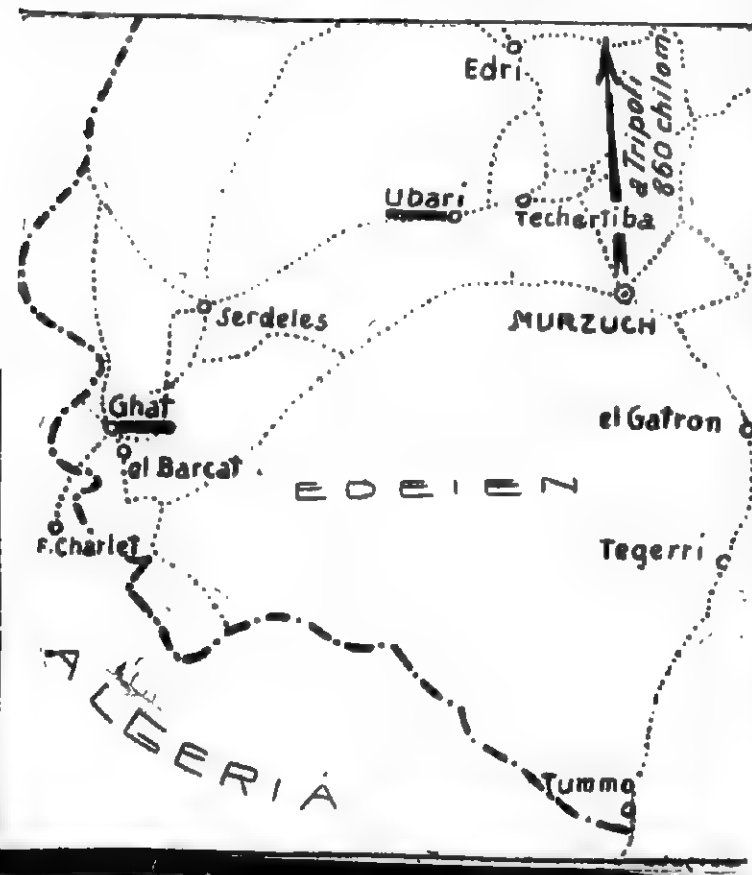 Edri
a Tripoli
860 chilom.
Ubari
Techertiba
Serdeles
MURZUCH
Ghat
el Gatron
el Barcat
EDEIEN
F. Charlet
Tegerri
ALGERIA
Tummo